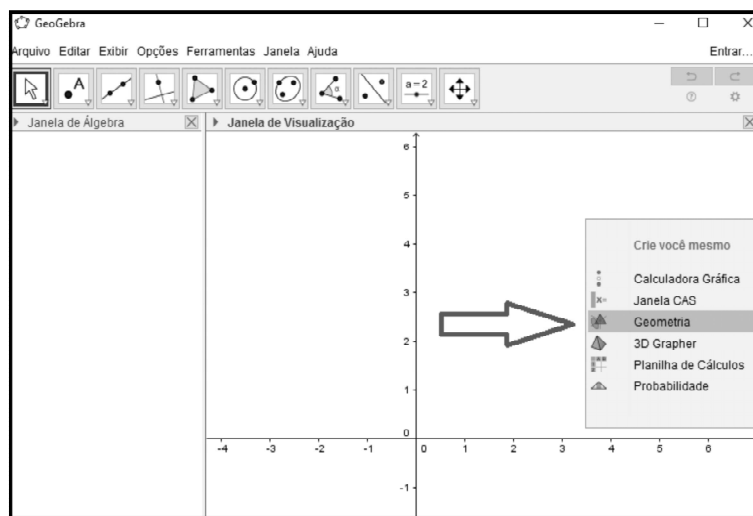 GeoGebra
Arquivo Editar Exibir Opções Ferramentas Janela Ajuda Entrar...
A
α
a=2
Janela de Álgebra
Janela de Visualização
6
5
4
3
2
1
0
-1
-4 -3 -2 -1 0 1 2 3 4 5 6
Crie você mesmo
Calculadora Gráfica
x= Janela CAS
Geometria
3D Grapher
Planilha de Cálculos
Probabilidade